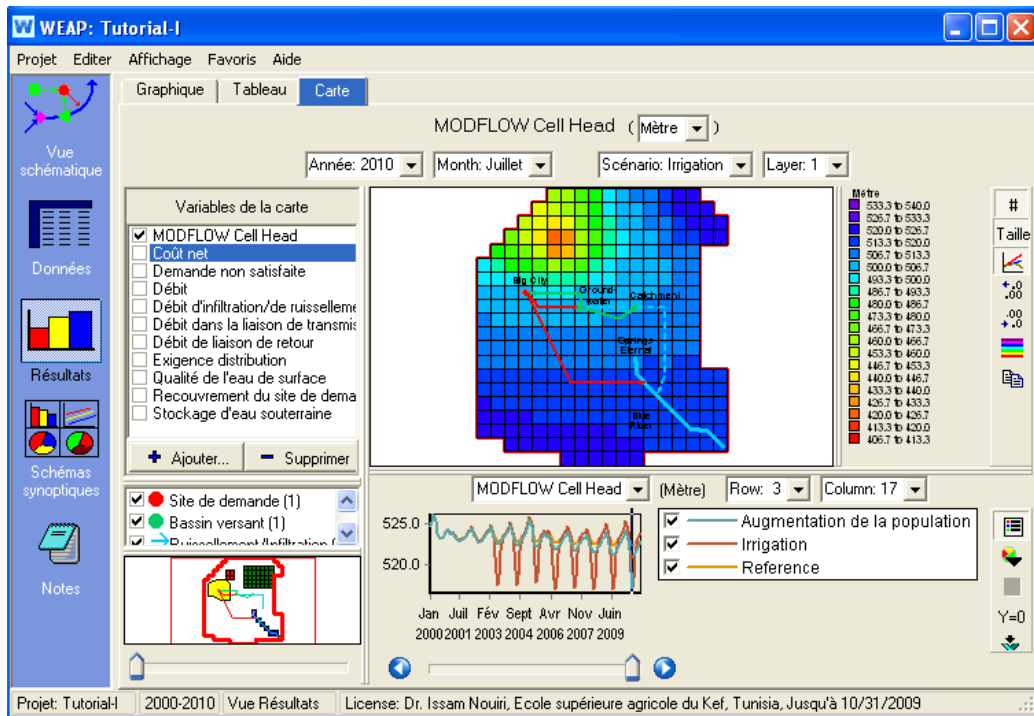 WEAP: Tutorial-I
Projet Editer Affichage Favoris Aide
Vue schématique
Données
Résultats
Schémas synoptiques
Notes
Graphique Tableau Carte
MODFLOW Cell Head ( Mètre )
Année: 2010 Month: Juillet Scénario: Irrigation Layer: 1
Variables de la carte
MODFLOW Cell Head
Coût net
Demande non satisfaite
Débit
Débit d'infiltration/de ruisselleme
Débit dans la liaison de transmis
Débit de liaison de retour
Exigence distribution
Qualité de l'eau de surface
Recouvrement du site de dema
Stockage d'eau souterraine
+ Ajouter... − Supprimer
Site de demande (1)
Bassin versant (1)
Ruissellement/Infiltration (
Big City
Ground-
water
Catchment
Springs
Eternal
Blue
River
Mètre
533.3 to 540.0
526.7 to 533.3
520.0 to 526.7
513.3 to 520.0
506.7 to 513.3
500.0 to 506.7
493.3 to 500.0
486.7 to 493.3
480.0 to 486.7
473.3 to 480.0
466.7 to 473.3
460.0 to 466.7
453.3 to 460.0
446.7 to 453.3
440.0 to 446.7
433.3 to 440.0
426.7 to 433.3
420.0 to 426.7
413.3 to 420.0
406.7 to 413.3
#
Taille
.0
.00
.00
.0
MODFLOW Cell Head (Mètre) Row: 3 Column: 17
525.0
520.0
Jan Juil Fév Sept Avr Nov Juin
2000 2001 2003 2004 2006 2007 2009
Augmentation de la population
Irrigation
Reference
Y=0
Projet: Tutorial-I 2000-2010 Vue Résultats License: Dr. Issam Nouiri, Ecole supérieure agricole du Kef, Tunisia, Jusqu'à 10/31/2009